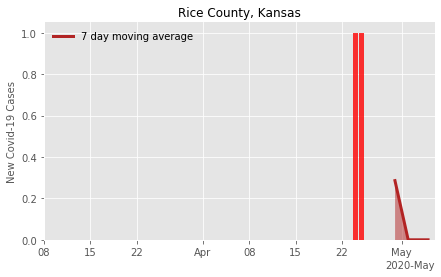 Rice County, Kansas
7 day moving average
New Covid-19 Cases
1.0
0.8
0.6
0.4
0.2
0.0
08 15 22 Apr 08 15 22 May
2020-May